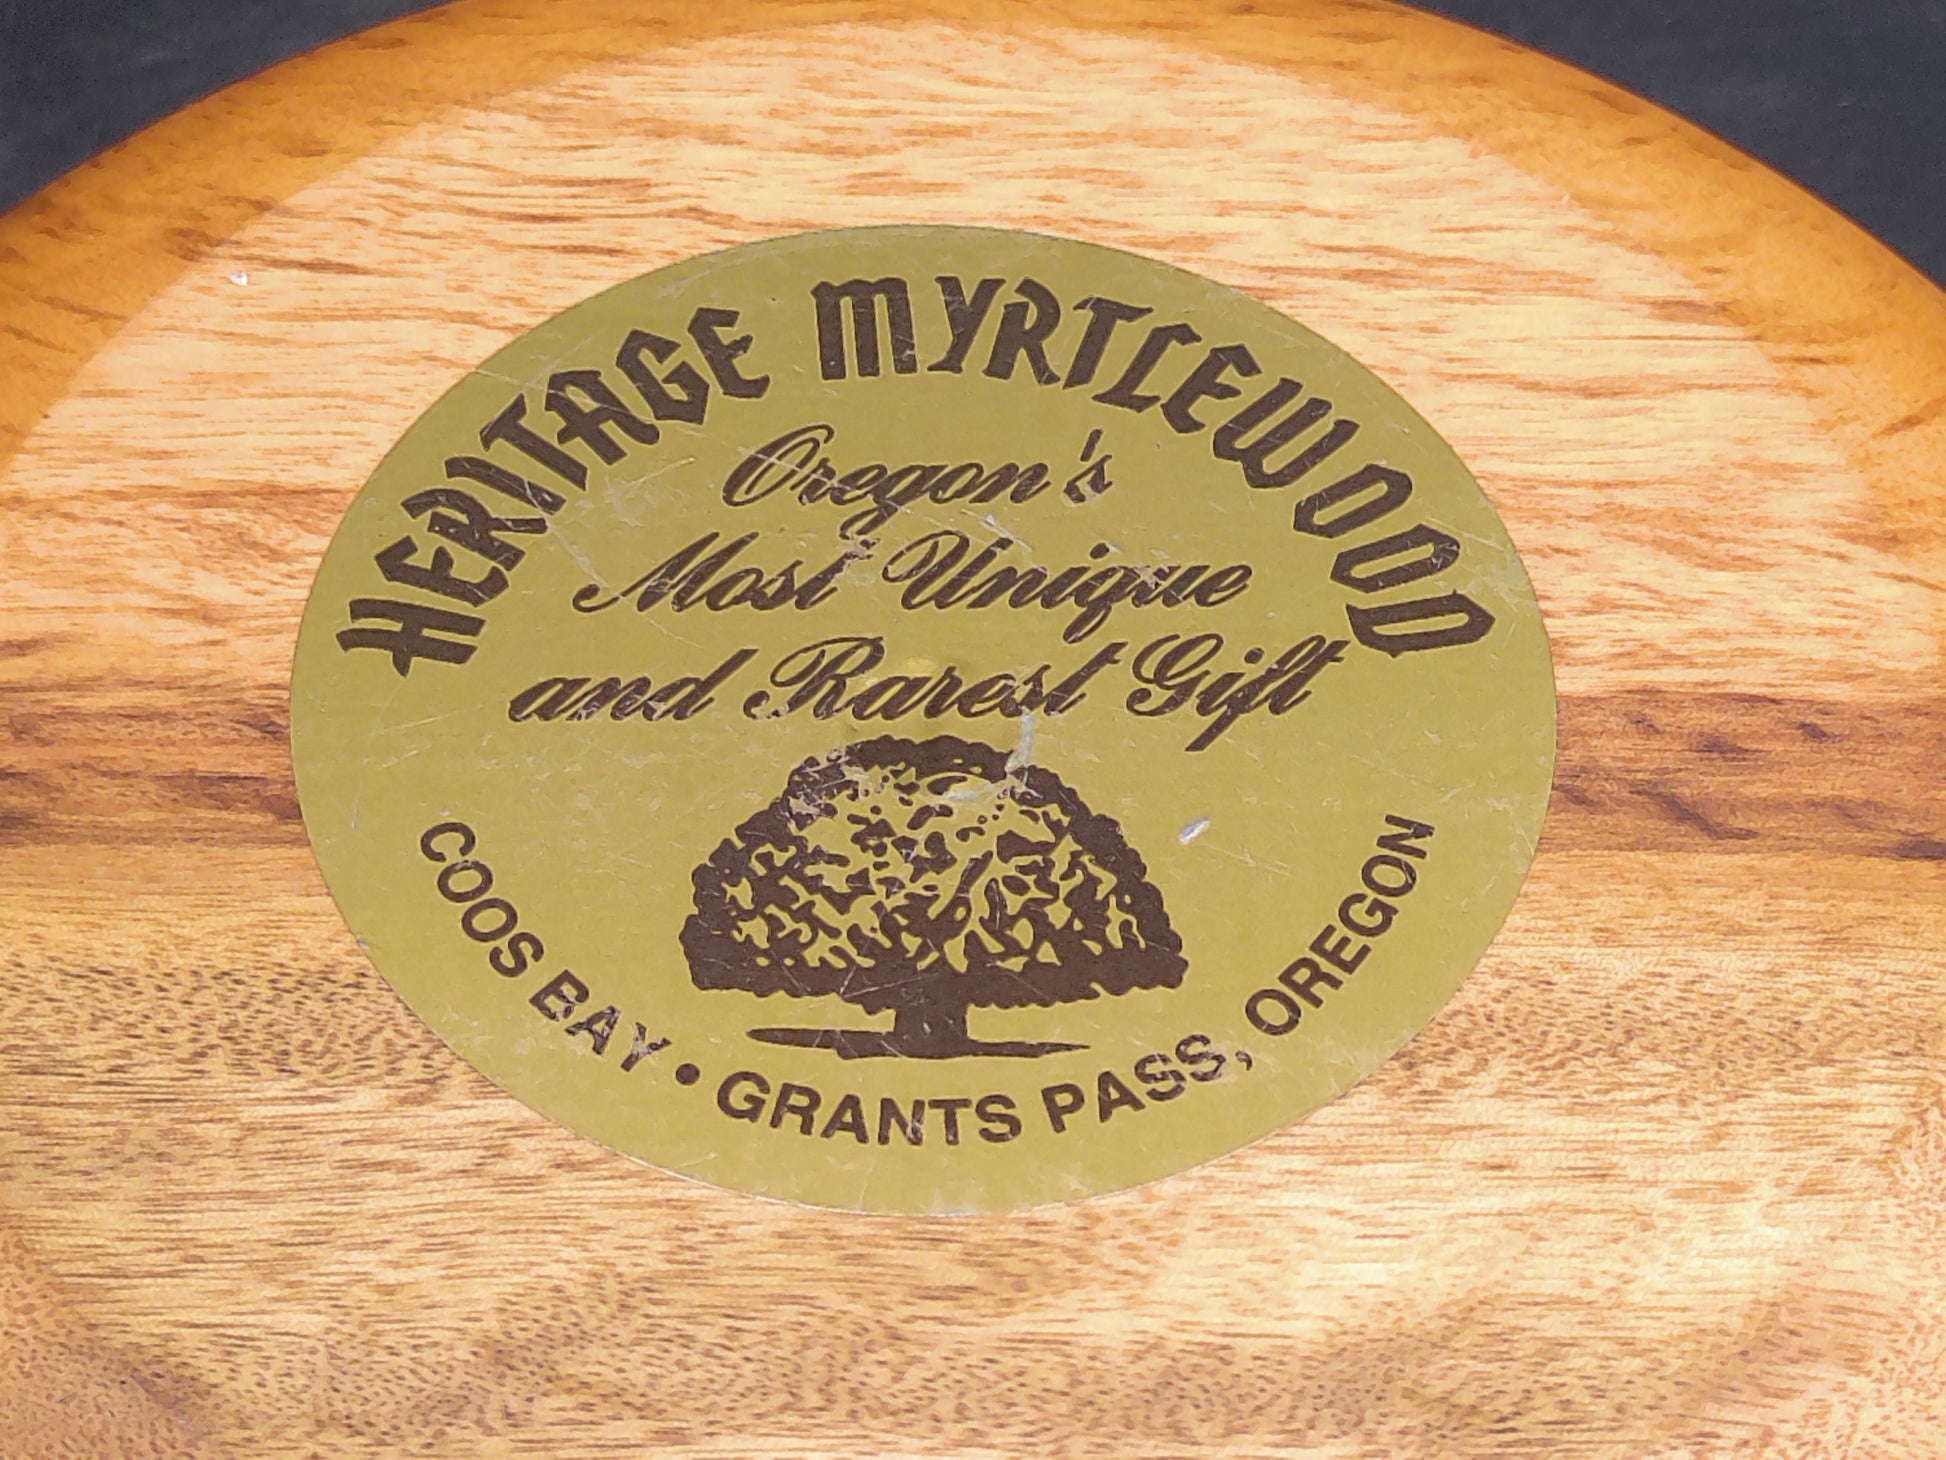 HERITAGE MYRTLEWOOD
Oregon's
Most Unique
and Rarest Gift
COOS BAY • GRANTS PASS, OREGON